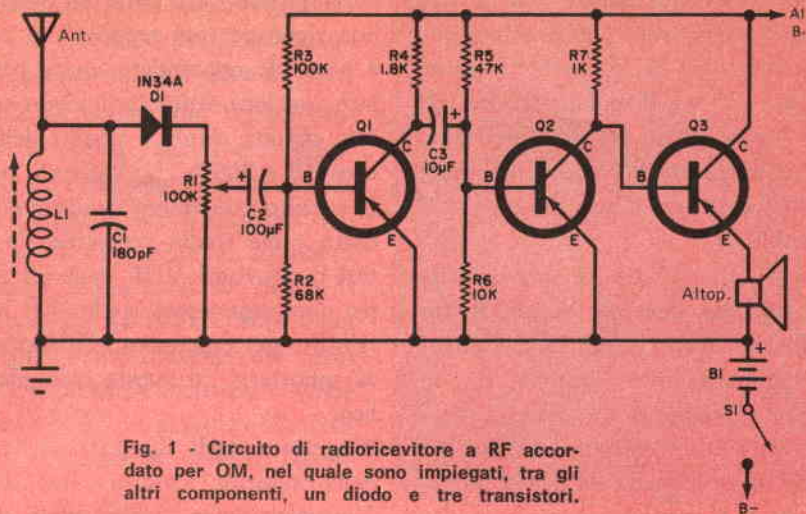 Ant.
IN34A
D1
R1
100K
L1
C1
180pF
C2
100µF
R3
100K
R2
68K
Q1
B
C
E
R4
1.8K
C3
10µF
R5
47K
R6
10K
Q2
B
C
E
R7
1K
Q3
B
C
E
Al
B-
Altop.
B1
S1
B-
Fig. 1 - Circuito di radioricevitore a RF accor-
dato per OM, nel quale sono impiegati, tra gli
altri componenti, un diodo e tre transistori.